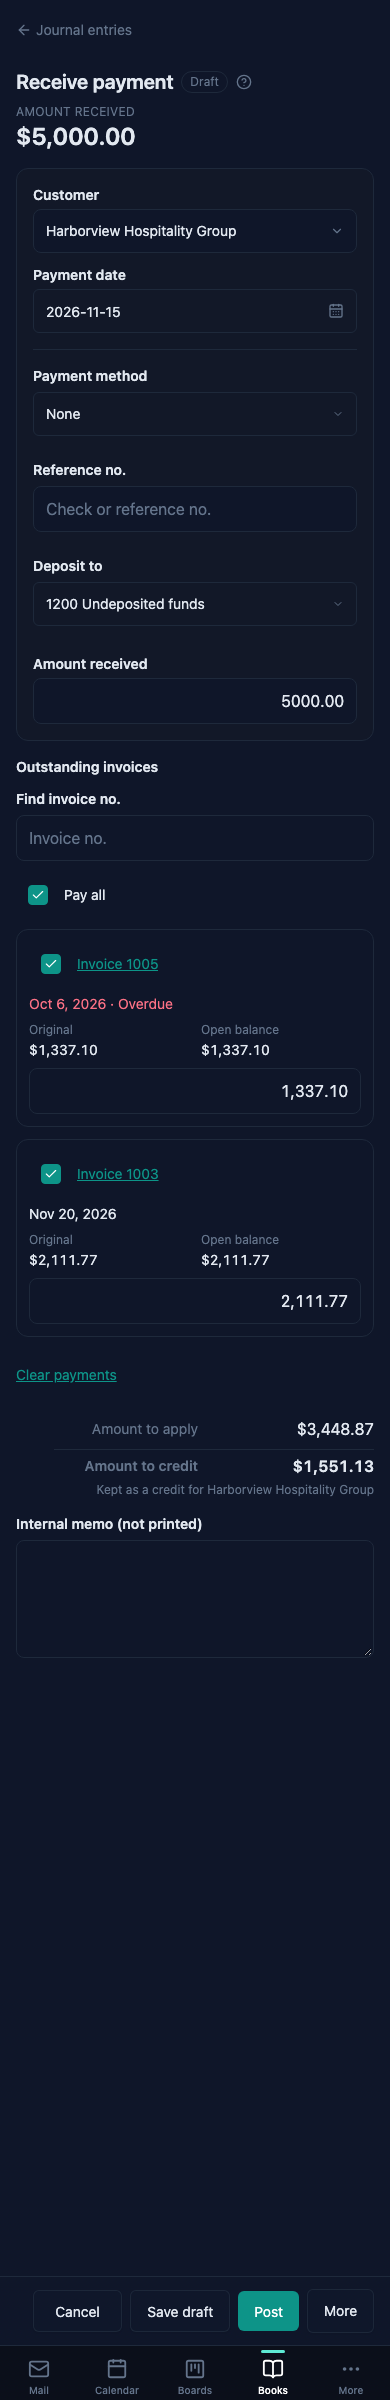 Journal entries
Receive payment Draft
AMOUNT RECEIVED
$5,000.00
Customer
Harborview Hospitality Group
Payment date
2026-11-15
Payment method
None
Reference no.
Check or reference no.
Deposit to
1200 Undeposited funds
Amount received
5000.00
Outstanding invoices
Find invoice no.
Invoice no.
Pay all
Invoice 1005
Oct 6, 2026 · Overdue
Original Open balance
$1,337.10 $1,337.10
1,337.10
Invoice 1003
Nov 20, 2026
Original Open balance
$2,111.77 $2,111.77
2,111.77
Clear payments
Amount to apply $3,448.87
Amount to credit $1,551.13
Kept as a credit for Harborview Hospitality Group
Internal memo (not printed)
Cancel Save draft Post More
Mail Calendar Boards Books More